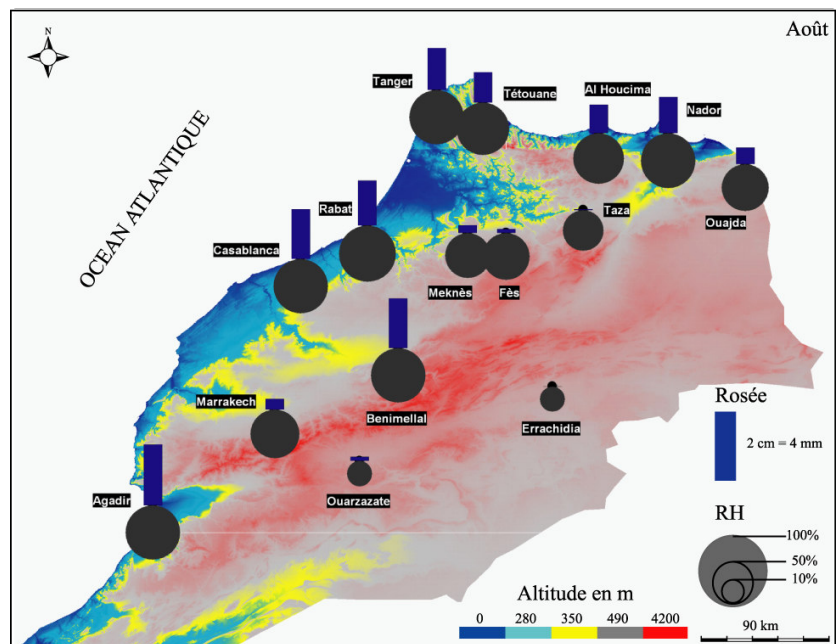 Août
N
Tanger
Tétouane
Al Houcima
Nador
OCEAN ATLANTIQUE
Rabat
Taza
Ouajda
Casablanca
Meknès
Fès
Marrakech
Benimellal
Errachidia
Rosée
2 cm = 4 mm
Agadir
Ouarzazate
RH
100%
50%
10%
Altitude en m
0 280 350 490 4200
90 km